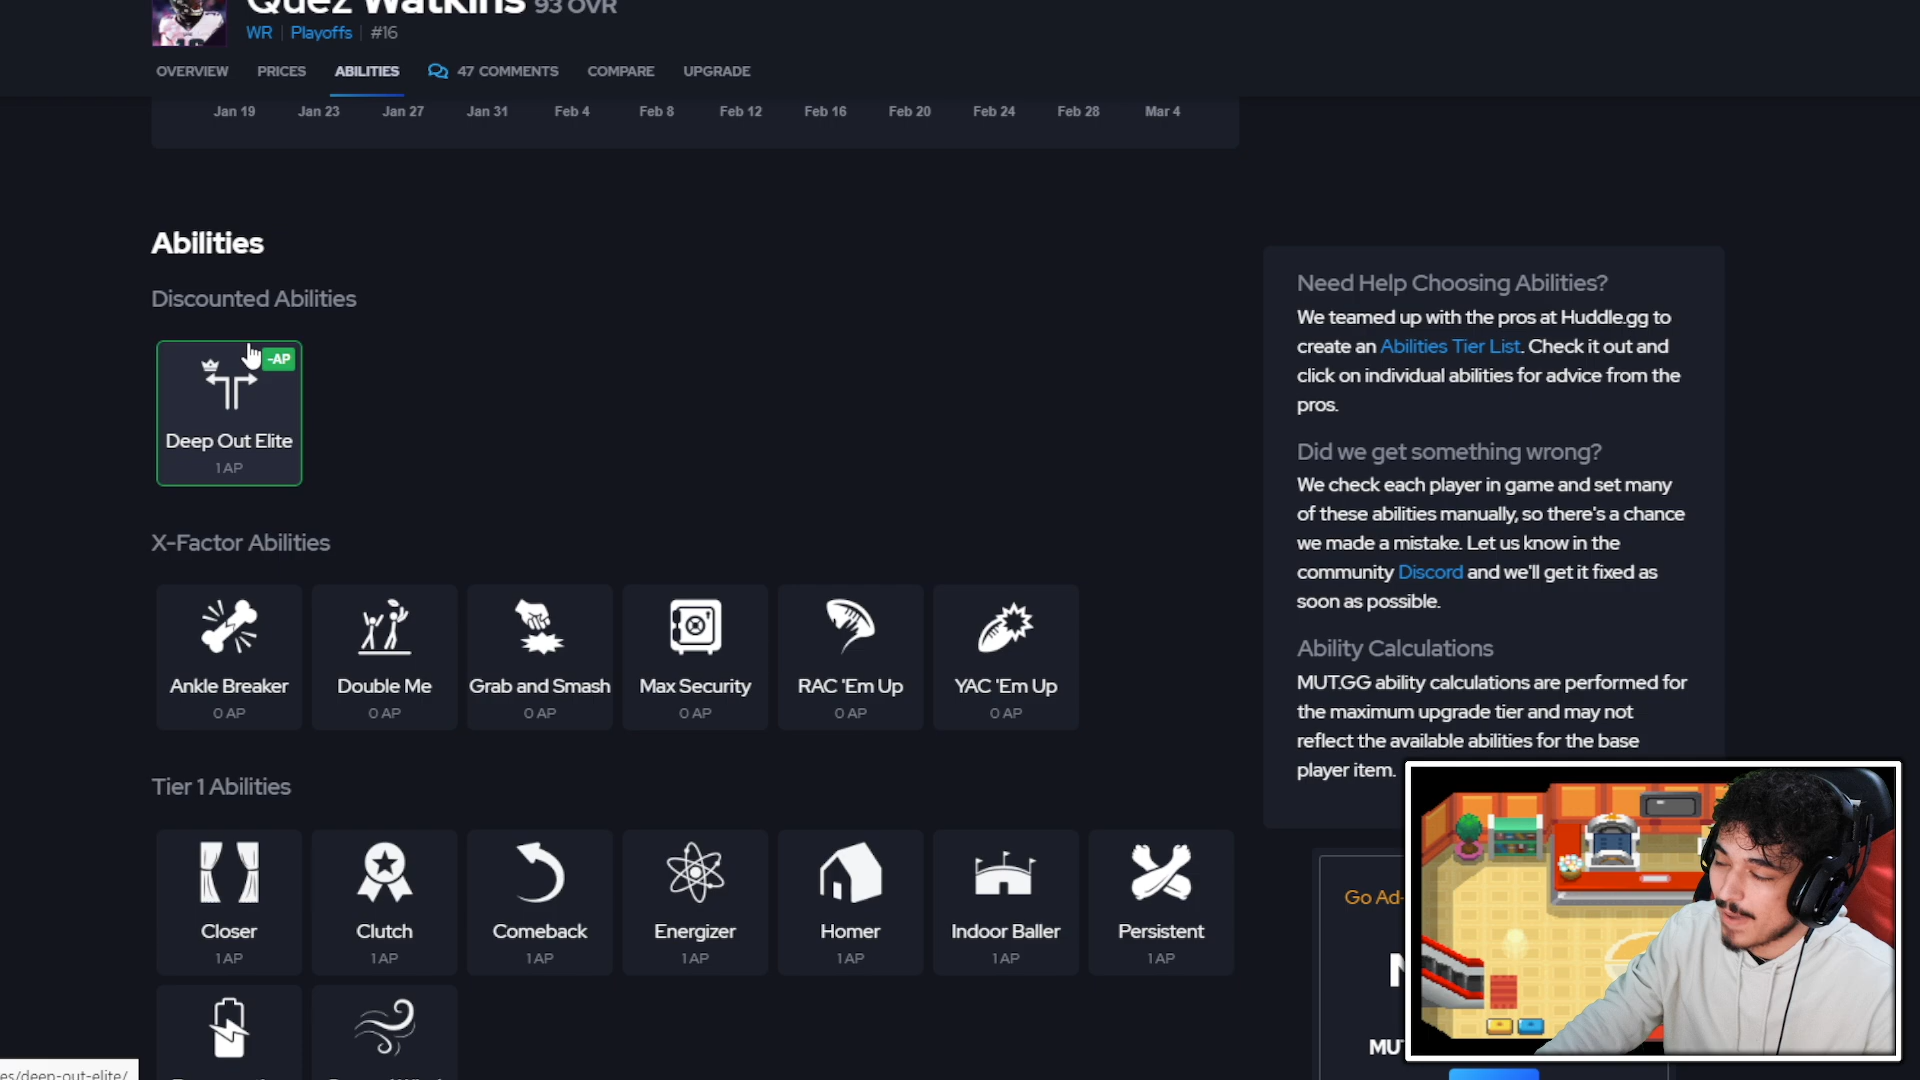 Quez Watkins 93 OVR
WR Playoffs #16
OVERVIEW PRICES ABILITIES 47 COMMENTS COMPARE UPGRADE
Jan 19 Jan 23 Jan 27 Jan 31 Feb 4 Feb 8 Feb 12 Feb 16 Feb 20 Feb 24 Feb 28 Mar 4
Abilities
Discounted Abilities
-AP
Deep Out Elite
1 AP
X-Factor Abilities
Ankle Breaker Double Me Grab and Smash Max Security RAC 'Em Up YAC 'Em Up
0 AP 0 AP 0 AP 0 AP 0 AP 0 AP
Tier 1 Abilities
Closer Clutch Comeback Energizer Homer Indoor Baller Persistent
1 AP 1 AP 1 AP 1 AP 1 AP 1 AP 1 AP
Need Help Choosing Abilities?
We teamed up with the pros at Huddle.gg to
create an Abilities Tier List. Check it out and
click on individual abilities for advice from the
pros.
Did we get something wrong?
We check each player in game and set many
of these abilities manually, so there's a chance
we made a mistake. Let us know in the
community Discord and we'll get it fixed as
soon as possible.
Ability Calculations
MUT.GG ability calculations are performed for
the maximum upgrade tier and may not
reflect the available abilities for the base
player item.
Go Ad-
MU
es/deep-out-elite/